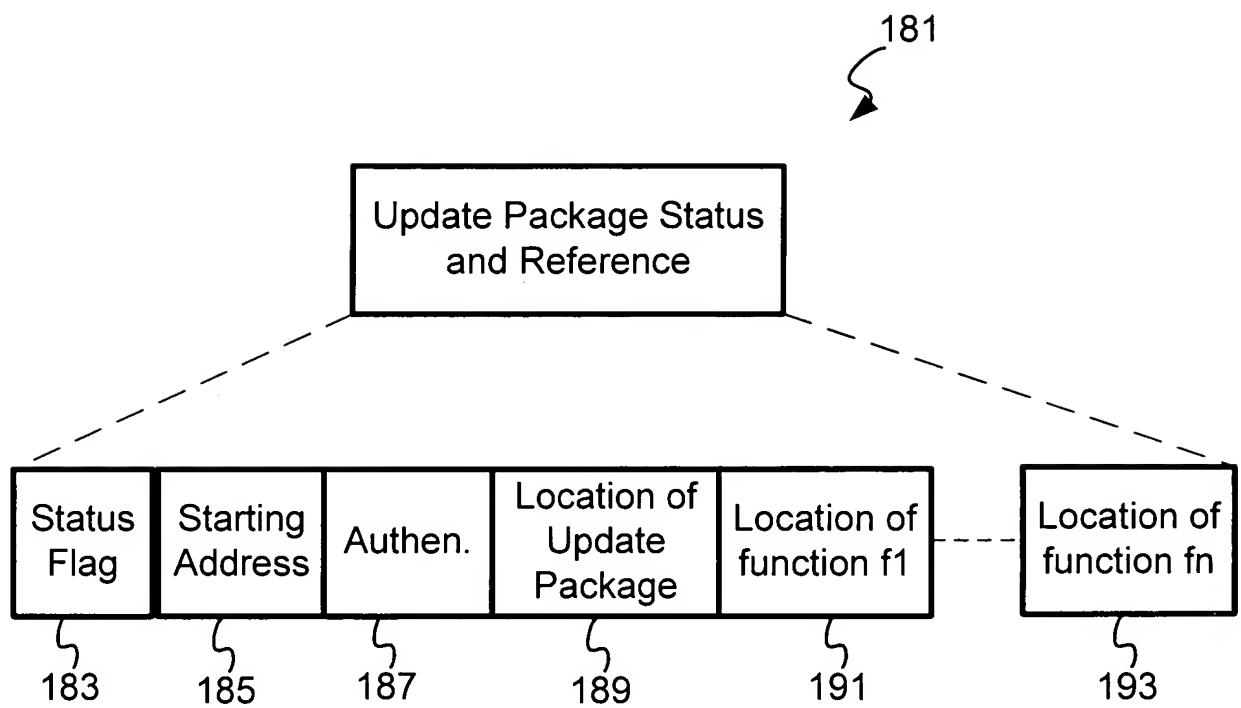 181
Update Package Status
and Reference
Status
Flag
Starting
Address
Authen.
Location of
Update
Package
Location of
function f1
Location of
function fn
183
185
187
189
191
193